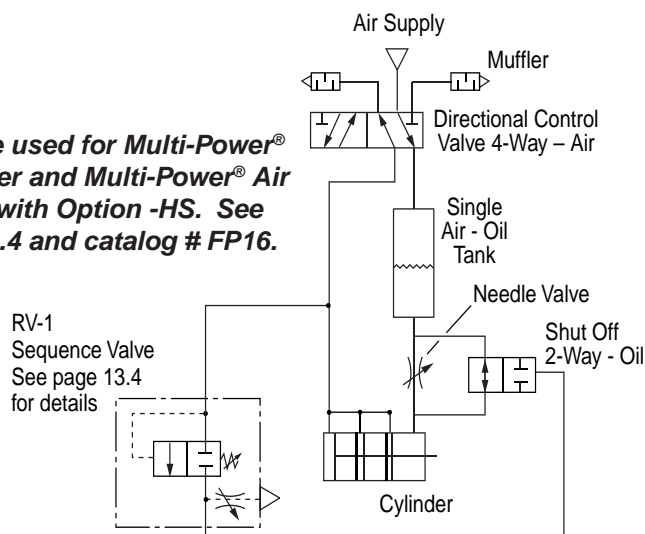 Air Supply
Muffler
Directional Control
Valve 4-Way – Air
used for Multi-Power®
er and Multi-Power® Air
with Option -HS. See
.4 and catalog # FP16.
Single
Air - Oil
Tank
Needle Valve
Shut Off
2-Way - Oil
RV-1
Sequence Valve
See page 13.4
for details
Cylinder